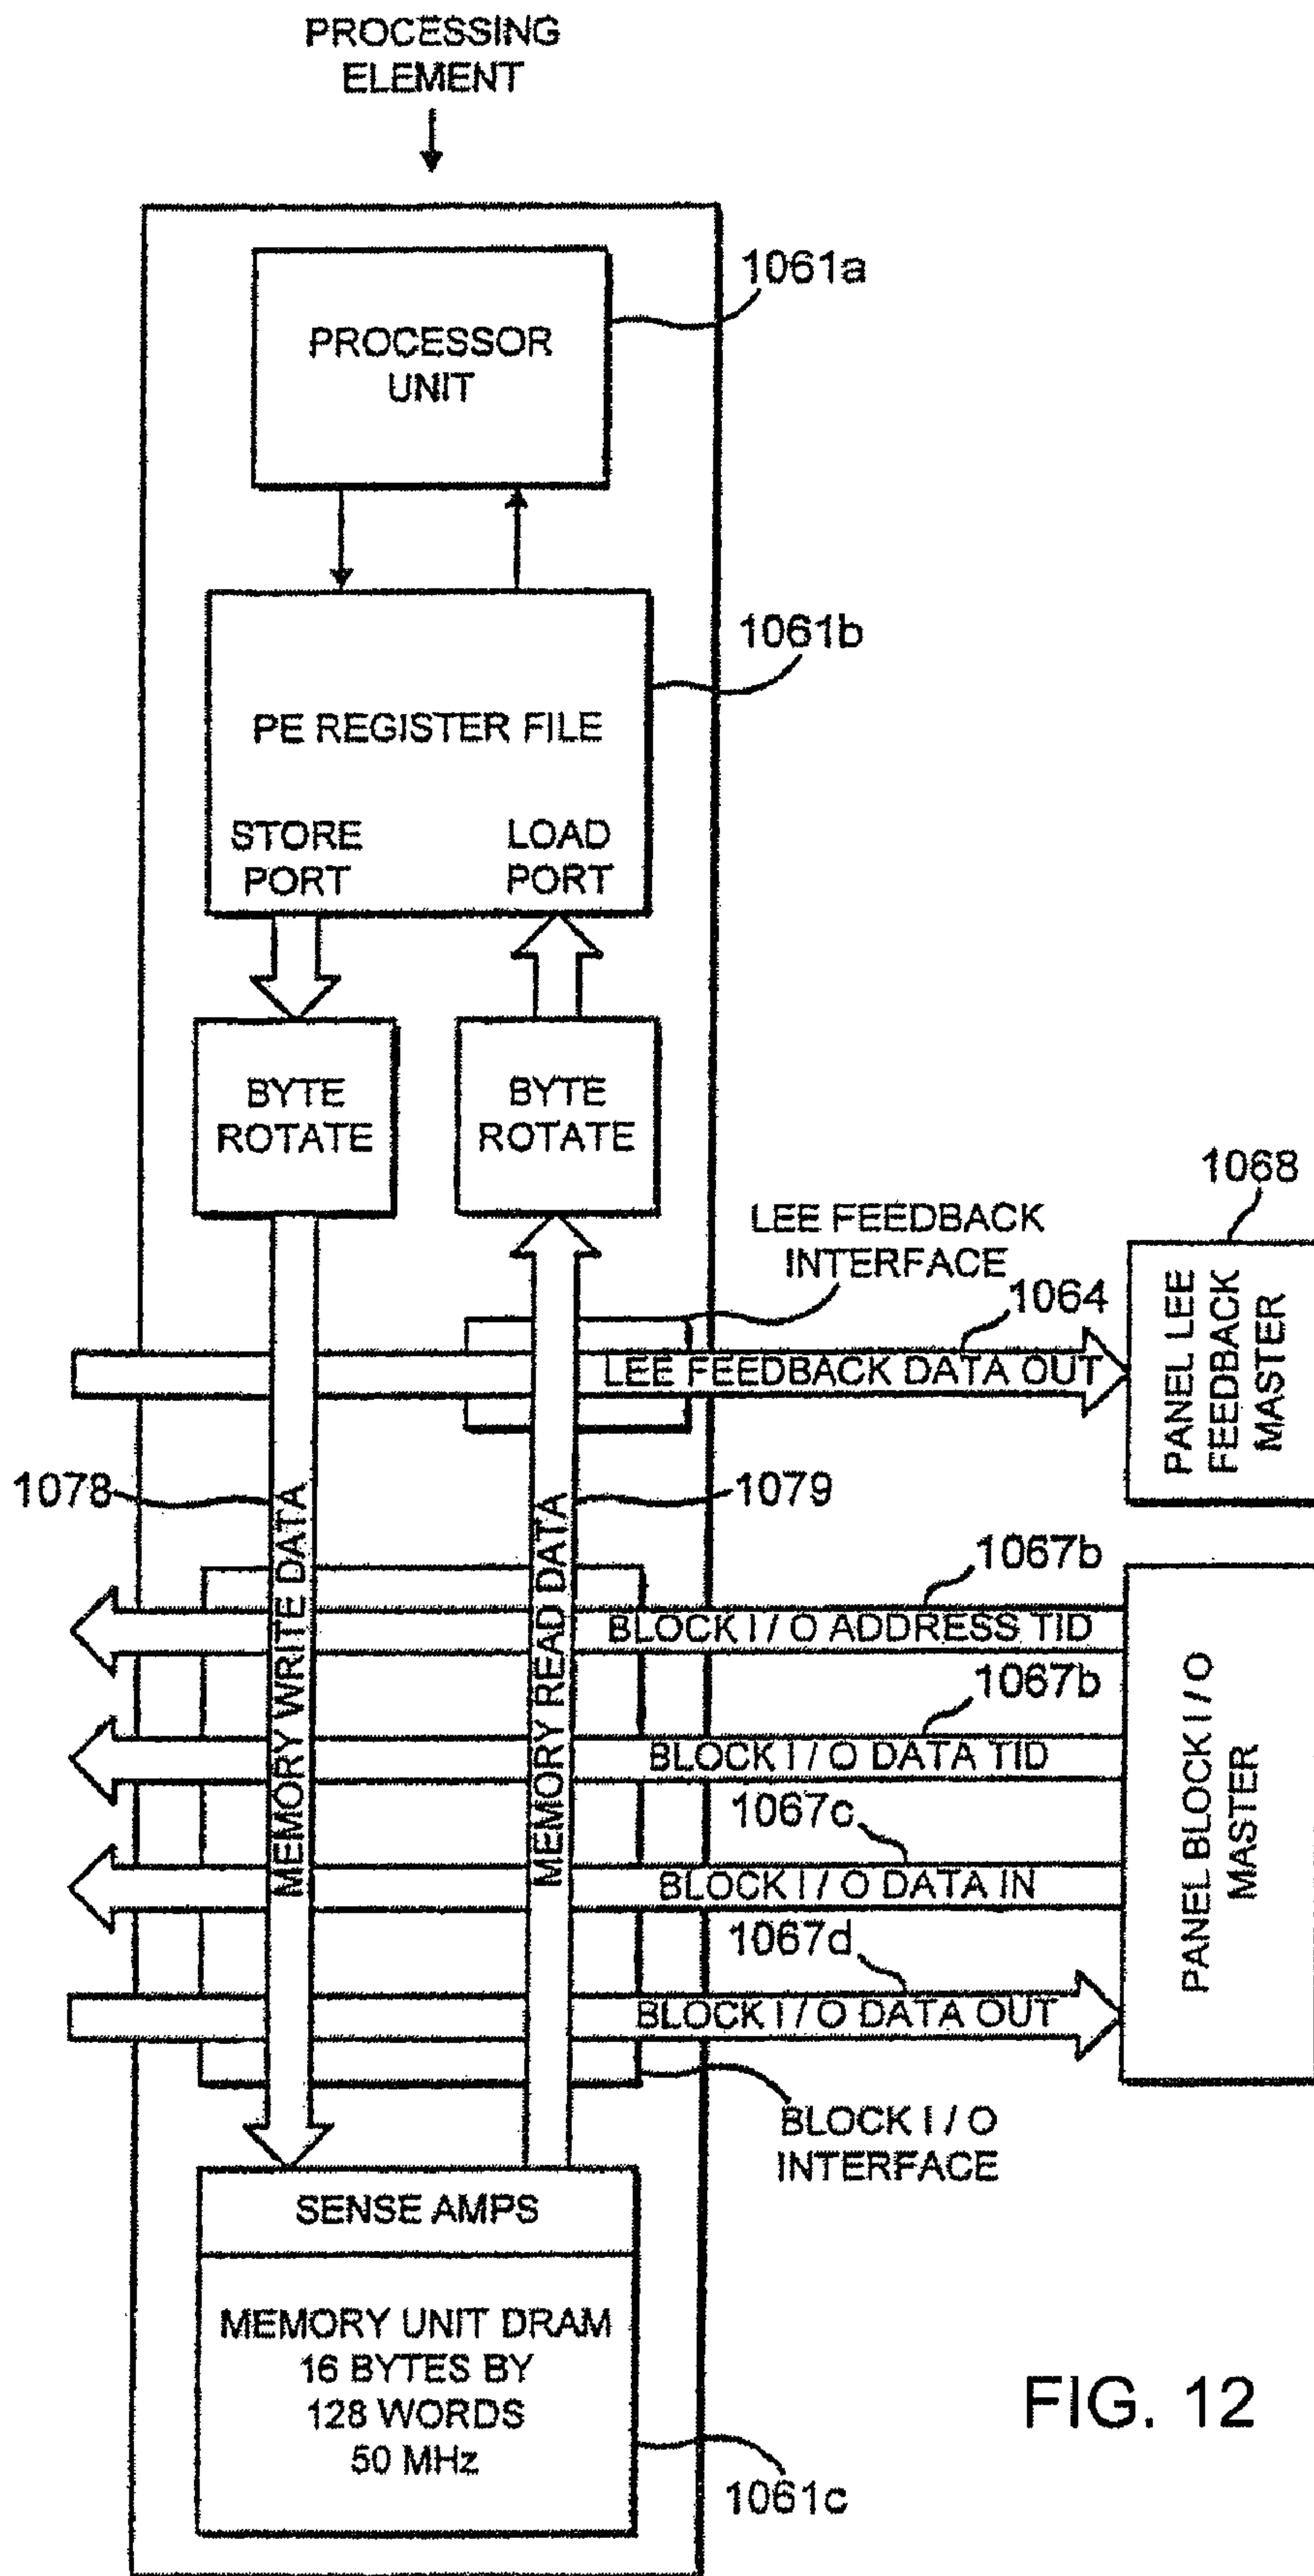 PROCESSING
ELEMENT
1061a
PROCESSOR
UNIT
1061b
PE REGISTER FILE
STORE
PORT
LOAD
PORT
BYTE
ROTATE
BYTE
ROTATE
1068
LEE FEEDBACK
INTERFACE
1064
LEE FEEDBACK DATA OUT
PANEL LEE
FEEDBACK
MASTER
1078
MEMORY WRITE DATA
1079
MEMORY READ DATA
1067b
BLOCK I / O ADDRESS TID
1067b
BLOCK I / O DATA TID
1067c
BLOCK I / O DATA IN
1067d
BLOCK I / O DATA OUT
PANEL BLOCK I / O
MASTER
BLOCK I / O
INTERFACE
SENSE AMPS
MEMORY UNIT DRAM
16 BYTES BY
128 WORDS
50 MHz
1061c
FIG. 12